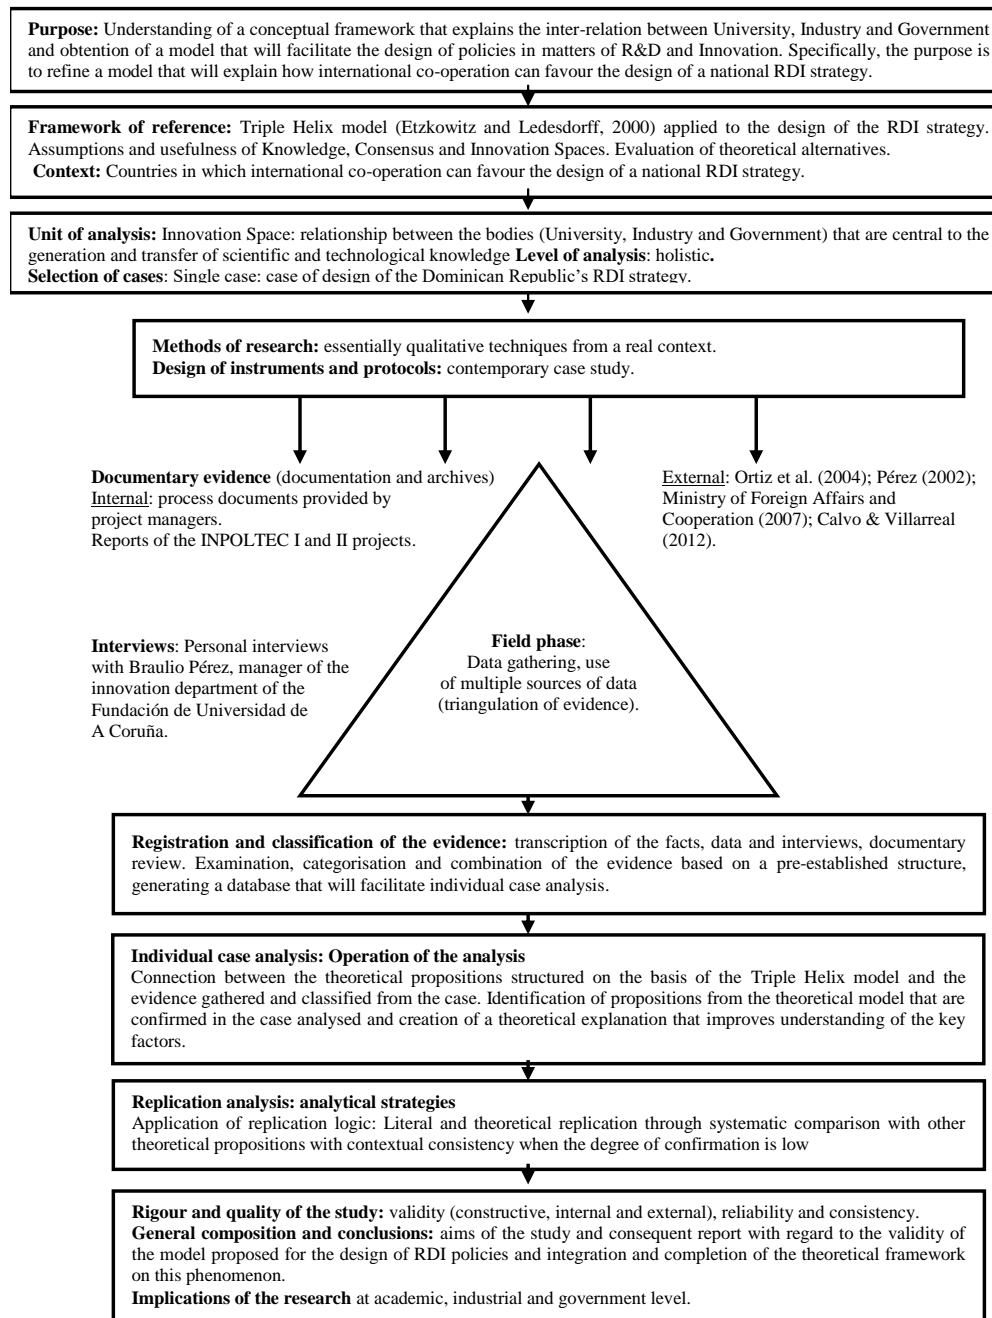 Purpose: Understanding of a conceptual framework that explains the inter-relation between University, Industry and Government
and obtention of a model that will facilitate the design of policies in matters of R&D and Innovation. Specifically, the purpose is
to refine a model that will explain how international co-operation can favour the design of a national RDI strategy.
Framework of reference: Triple Helix model (Etzkowitz and Ledesdorff, 2000) applied to the design of the RDI strategy.
Assumptions and usefulness of Knowledge, Consensus and Innovation Spaces. Evaluation of theoretical alternatives.
Context: Countries in which international co-operation can favour the design of a national RDI strategy.
Unit of analysis: Innovation Space: relationship between the bodies (University, Industry and Government) that are central to the
generation and transfer of scientific and technological knowledge Level of analysis: holistic.
Selection of cases: Single case: case of design of the Dominican Republic's RDI strategy.
Methods of research: essentially qualitative techniques from a real context.
Design of instruments and protocols: contemporary case study.
Documentary evidence (documentation and archives)
Internal: process documents provided by
project managers.
Reports of the INPOLTEC I and II projects.
External: Ortiz et al. (2004); Pérez (2002);
Ministry of Foreign Affairs and
Cooperation (2007); Calvo & Villarreal
(2012).
Interviews: Personal interviews
with Braulio Pérez, manager of the
innovation department of the
Fundación de Universidad de
A Coruña.
Field phase:
Data gathering, use
of multiple sources of data
(triangulation of evidence).
Registration and classification of the evidence: transcription of the facts, data and interviews, documentary
review. Examination, categorisation and combination of the evidence based on a pre-established structure,
generating a database that will facilitate individual case analysis.
Individual case analysis: Operation of the analysis
Connection between the theoretical propositions structured on the basis of the Triple Helix model and the
evidence gathered and classified from the case. Identification of propositions from the theoretical model that are
confirmed in the case analysed and creation of a theoretical explanation that improves understanding of the key
factors.
Replication analysis: analytical strategies
Application of replication logic: Literal and theoretical replication through systematic comparison with other
theoretical propositions with contextual consistency when the degree of confirmation is low
Rigour and quality of the study: validity (constructive, internal and external), reliability and consistency.
General composition and conclusions: aims of the study and consequent report with regard to the validity of
the model proposed for the design of RDI policies and integration and completion of the theoretical framework
on this phenomenon.
Implications of the research at academic, industrial and government level.